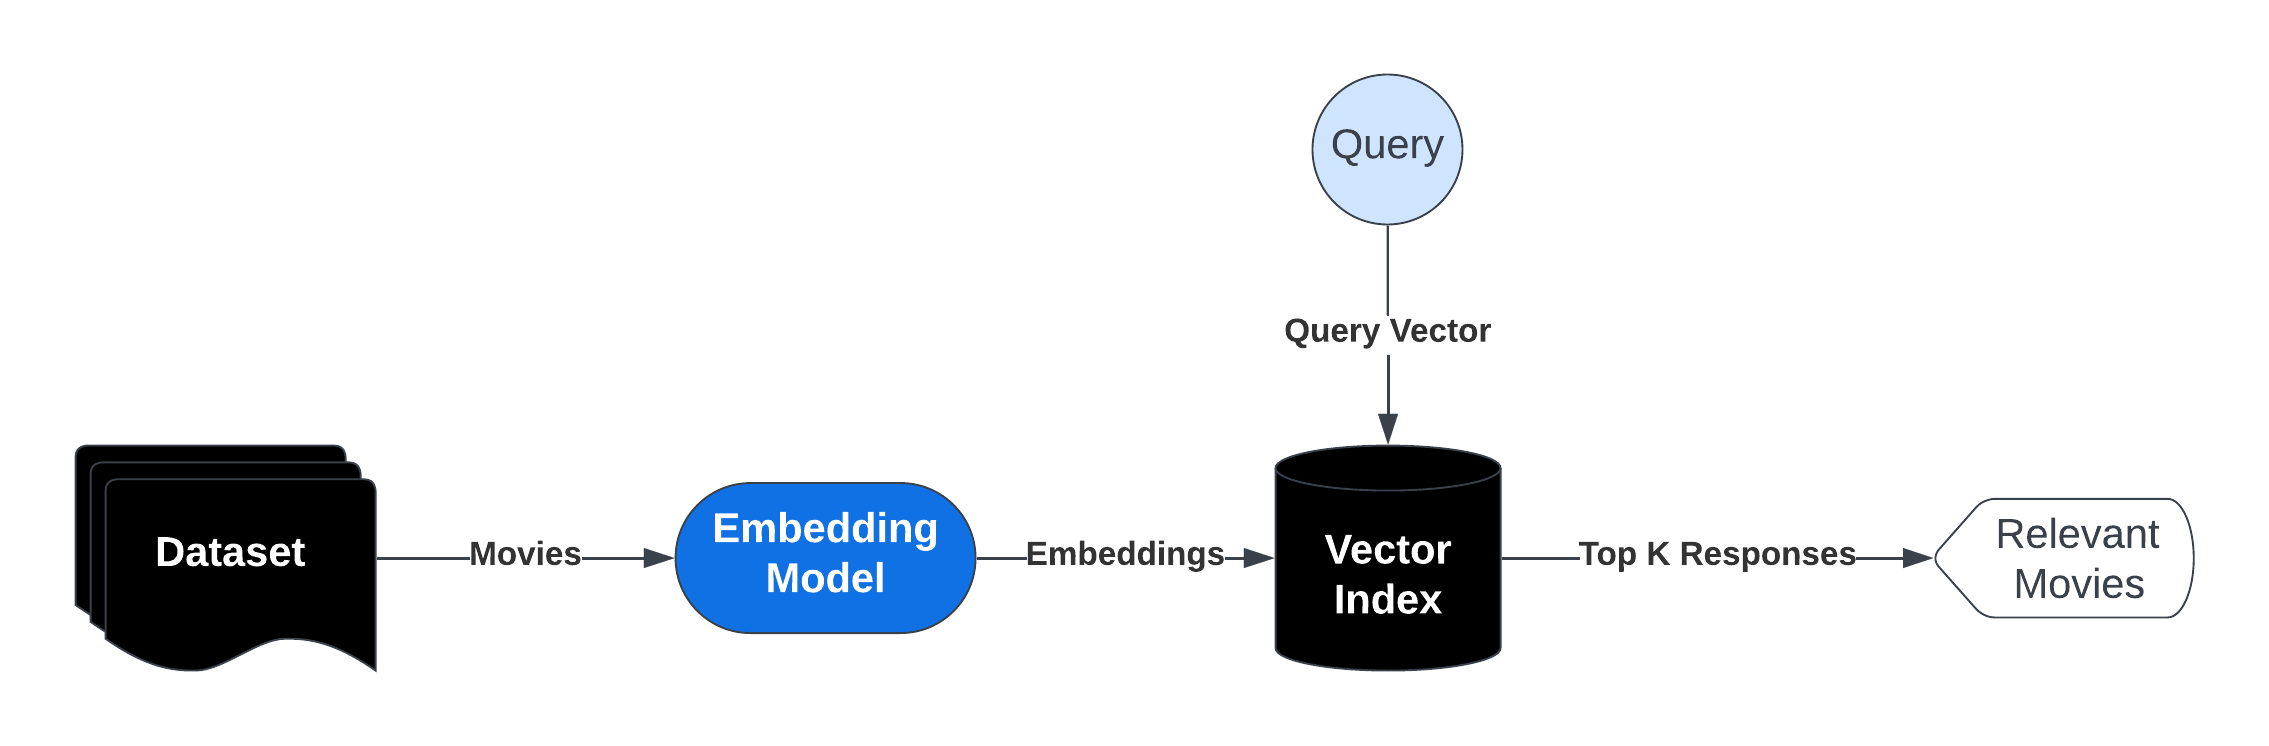 Query
Query Vector
Dataset
Movies
Embedding
Model
Embeddings
Vector
Index
Top K Responses
Relevant
Movies